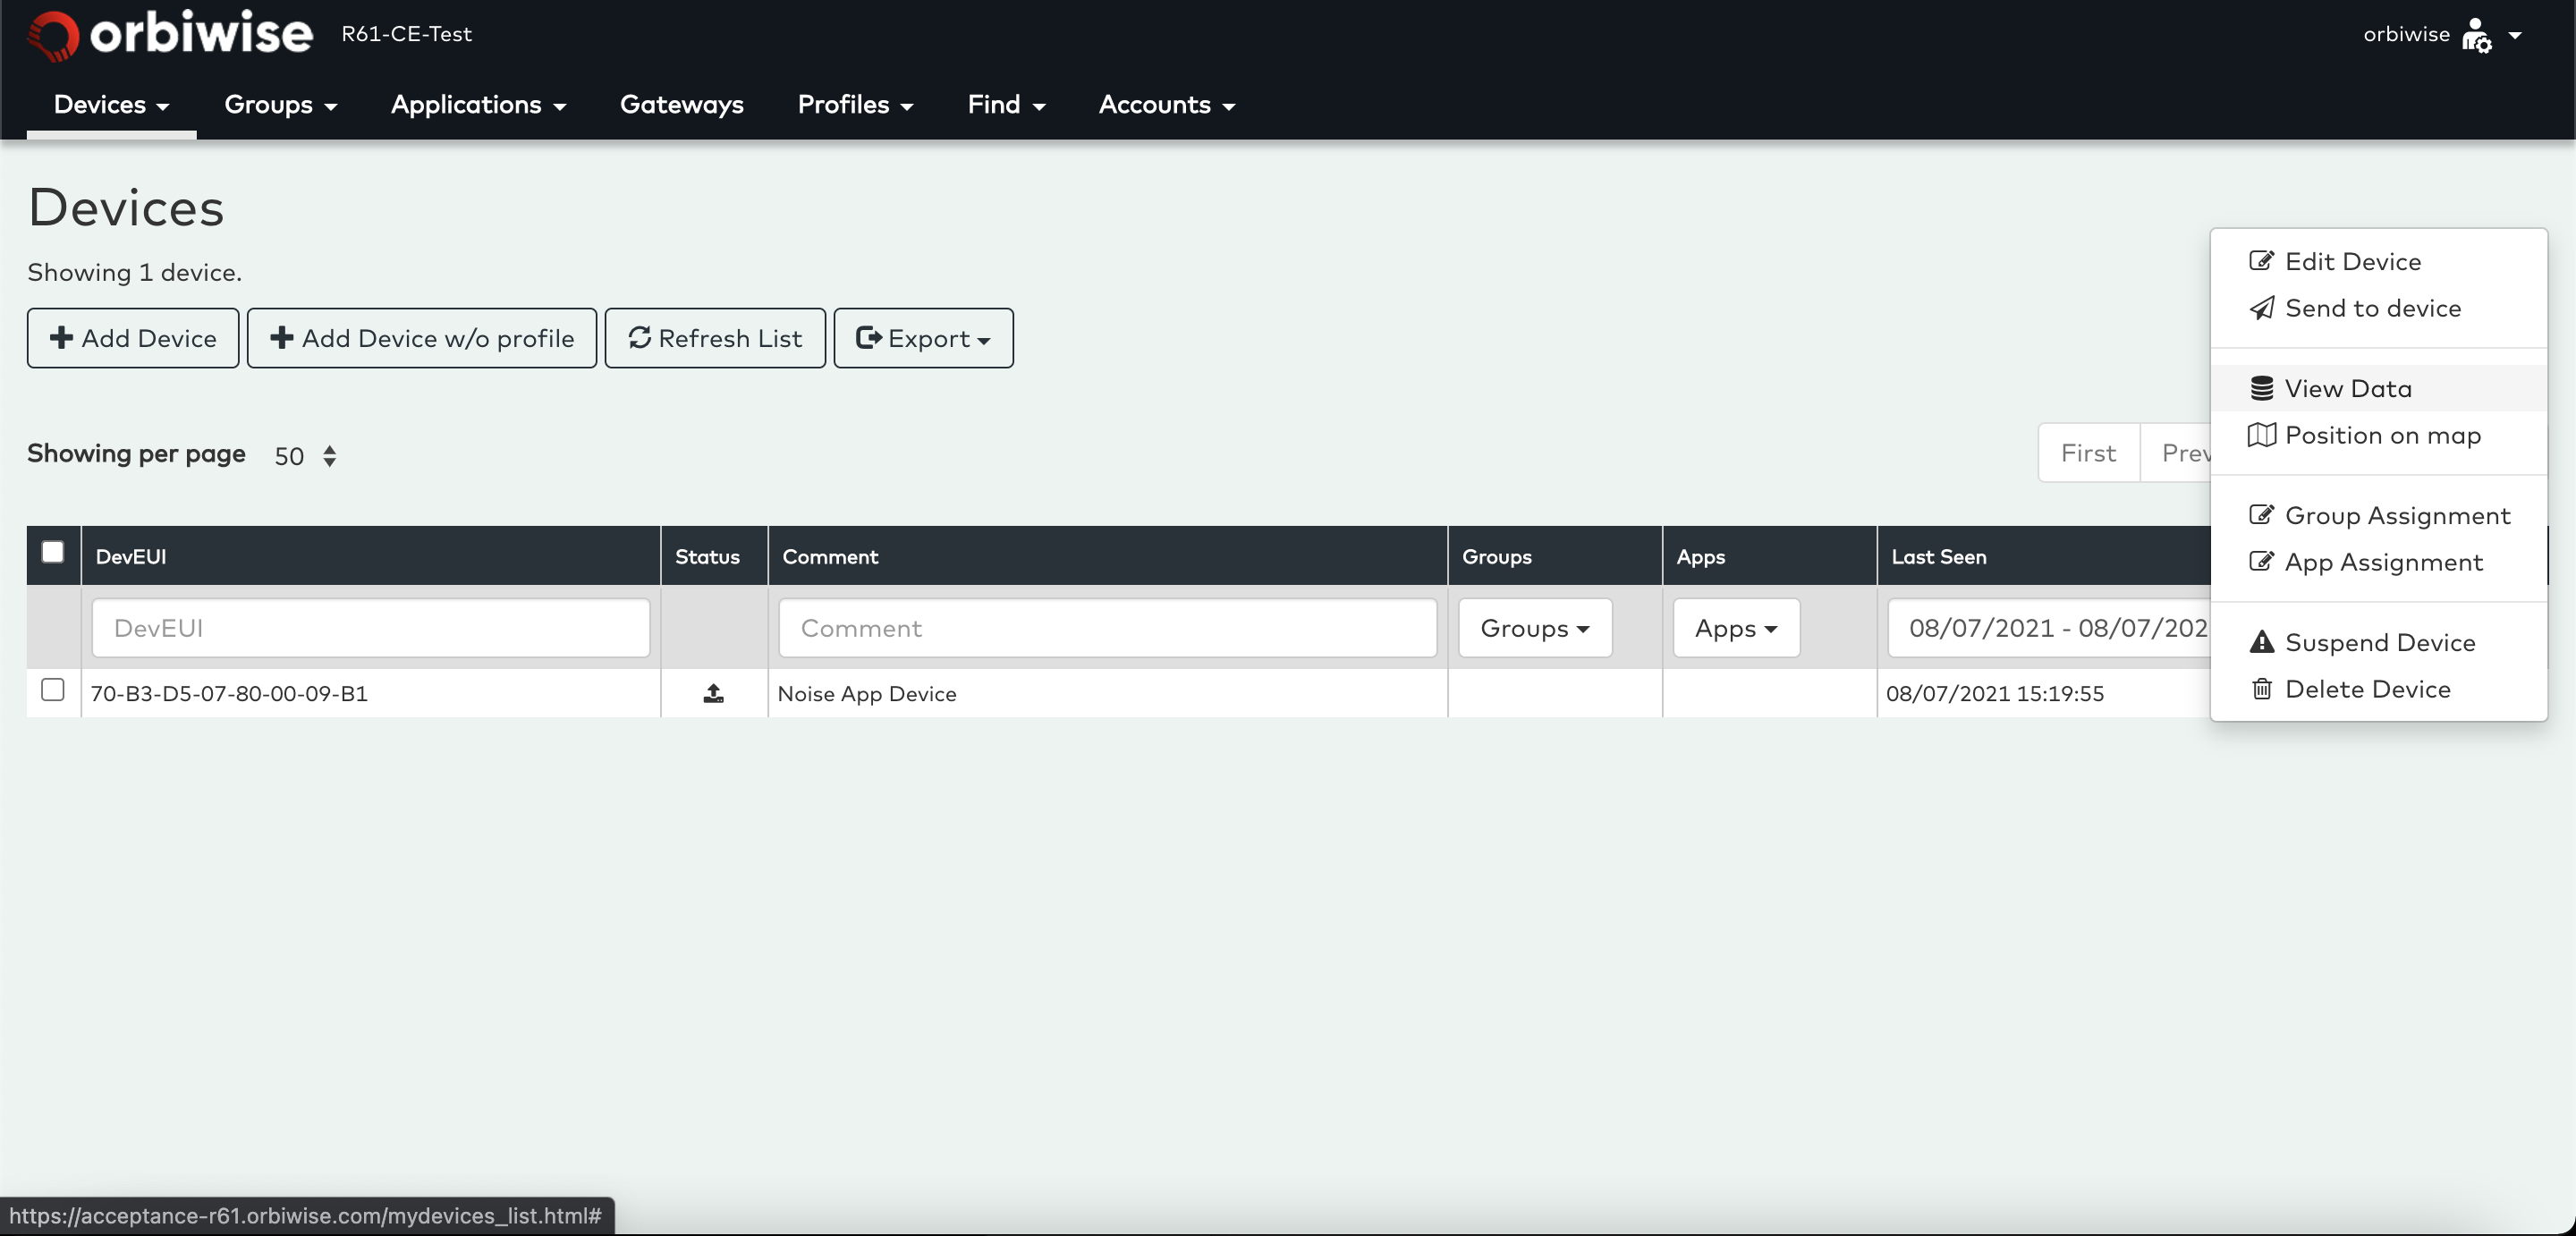 orbiwise R61-CE-Test orbiwise
Devices Groups Applications Gateways Profiles Find Accounts
Devices
Showing 1 device.
Add Device Add Device w/o profile Refresh List Export
Showing per page 50 First Prev
DevEUI Status Comment Groups Apps Last Seen
DevEUI Comment Groups Apps 08/07/2021 - 08/07/202
70-B3-D5-07-80-00-09-B1 Noise App Device 08/07/2021 15:19:55
Edit Device
Send to device
View Data
Position on map
Group Assignment
App Assignment
Suspend Device
Delete Device
https://acceptance-r61.orbiwise.com/mydevices_list.html#